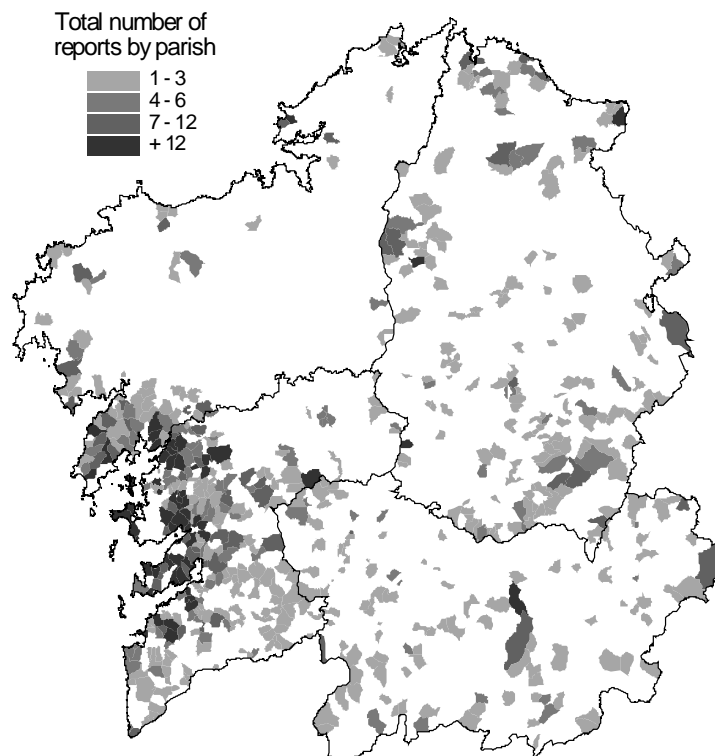 Total number of
reports by parish
1 - 3
4 - 6
7 - 12
+ 12